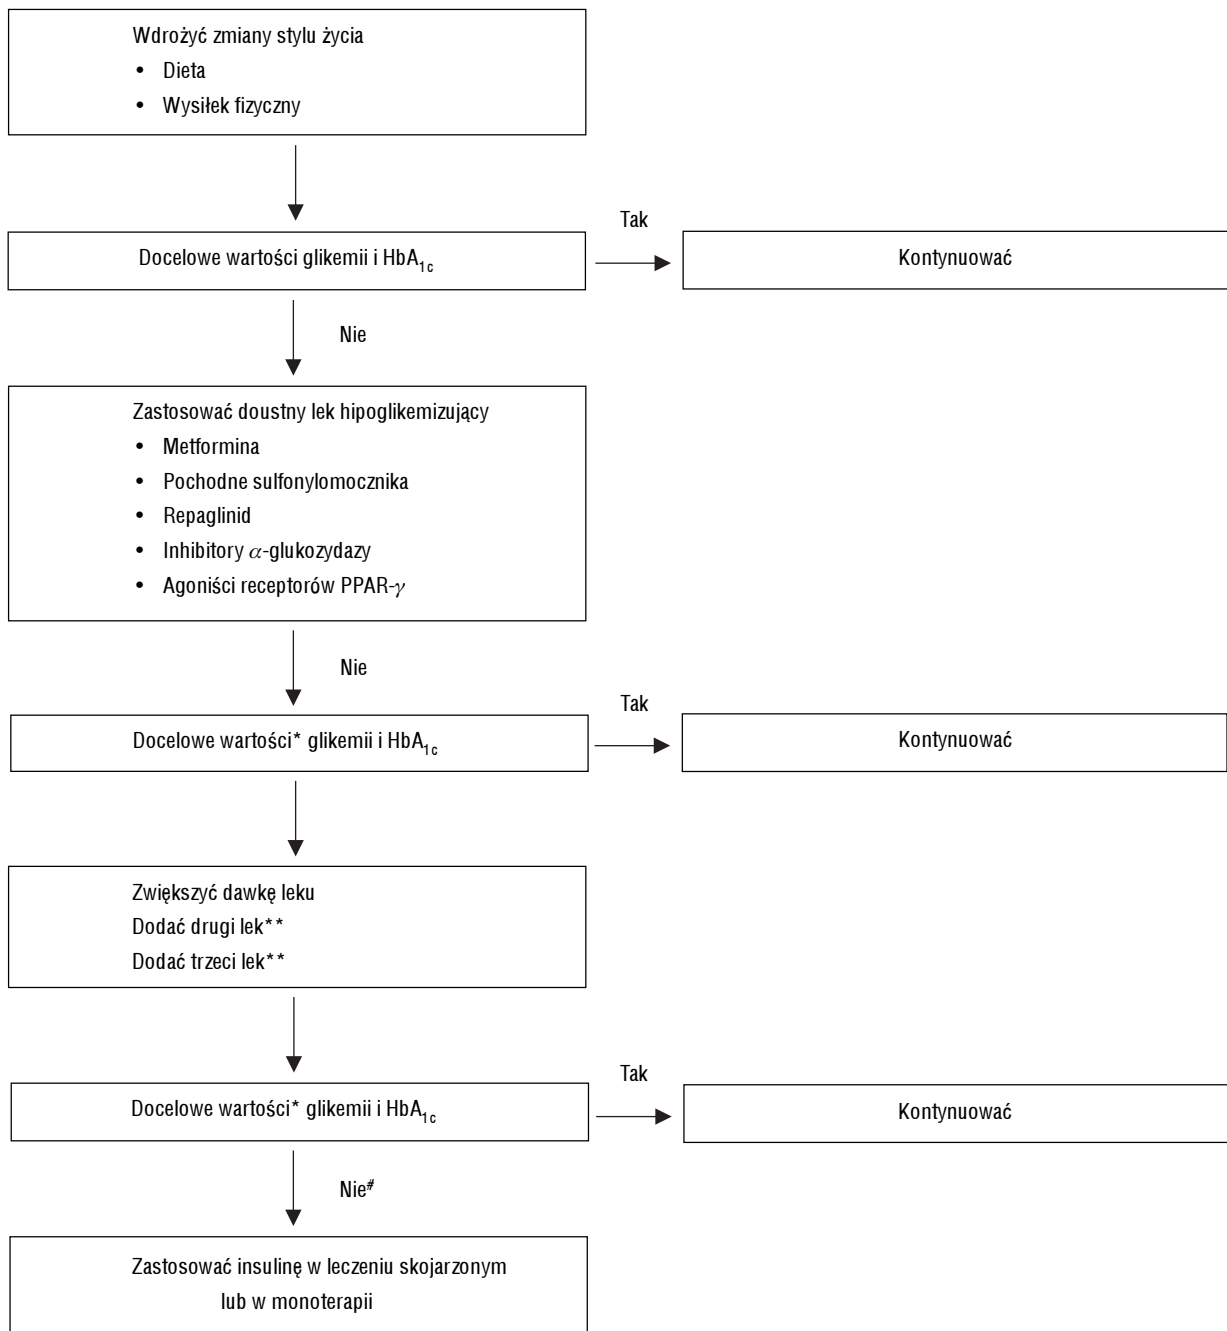 Wdrożyć zmiany stylu życia
• Dieta
• Wysiłek fizyczny
Docelowe wartości glikemii i HbA1c
Tak
Kontynuować
Nie
Zastosować doustny lek hipoglikemizujący
• Metformina
• Pochodne sulfonylomocznika
• Repaglinid
• Inhibitory α-glukozydazy
• Agoniści receptorów PPAR-γ
Nie
Docelowe wartości* glikemii i HbA1c
Tak
Kontynuować
Zwiększyć dawkę leku
Dodać drugi lek**
Dodać trzeci lek**
Docelowe wartości* glikemii i HbA1c
Tak
Kontynuować
Nie#
Zastosować insulinę w leczeniu skojarzonym
lub w monoterapii